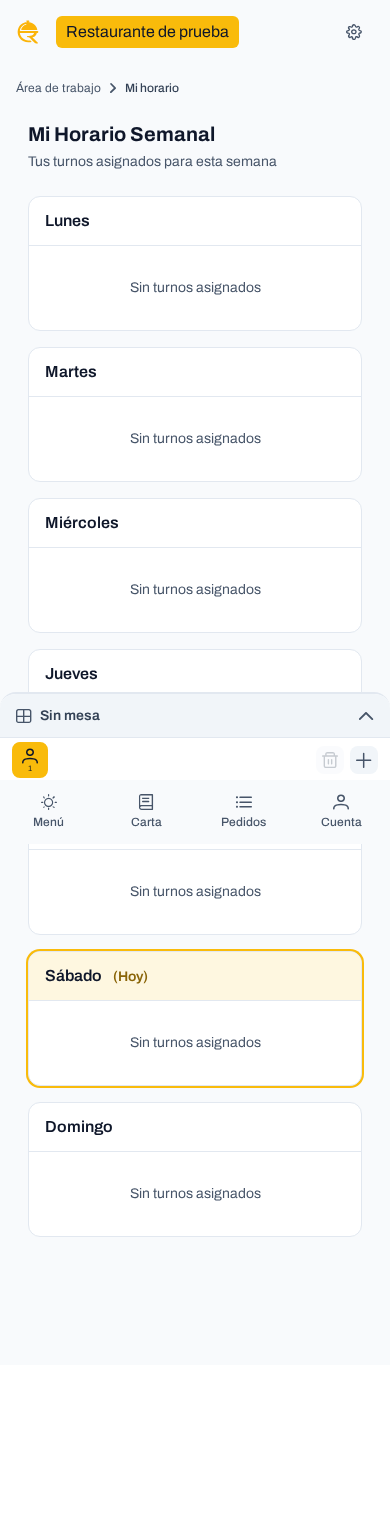 Restaurante de prueba
Área de trabajo
Mi horario
Mi Horario Semanal
Tus turnos asignados para esta semana
Lunes
Sin turnos asignados
Martes
Sin turnos asignados
Miércoles
Sin turnos asignados
Jueves
Sin mesa
1
Menú
Carta
Pedidos
Cuenta
Sin turnos asignados
Sábado (Hoy)
Sin turnos asignados
Domingo
Sin turnos asignados